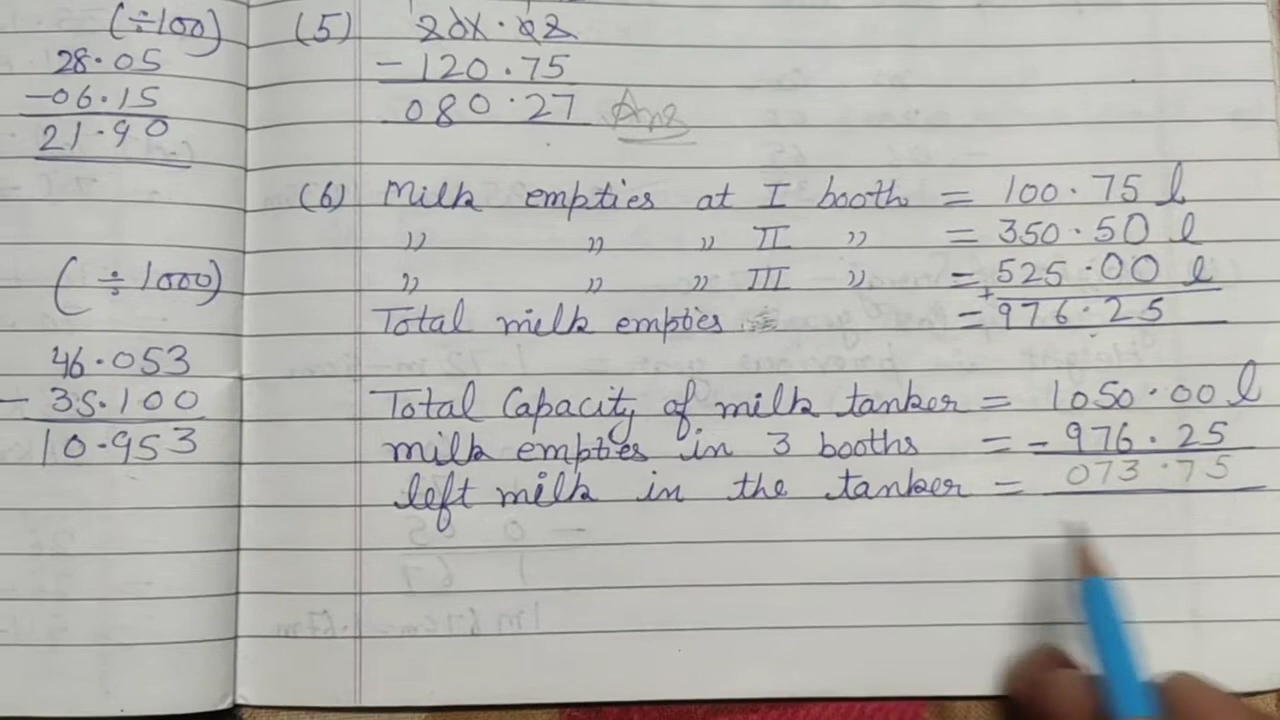 (÷100)
28.05
-06.15
21.90
(÷1000)
46.053
- 35.100
10.953
(5) 20X.02
- 120.75
080.27 Ans
(6) Milk empties at I booth = 100.75 l
,, ,, ,, II ,, = 350.50 l
,, ,, ,, III ,, = 525.00 l
Total milk empties = +976.25
Total Capacity of milk tanker = 1050.00 l
milk empties in 3 booths = - 976.25
left milk in the tanker = 073.75